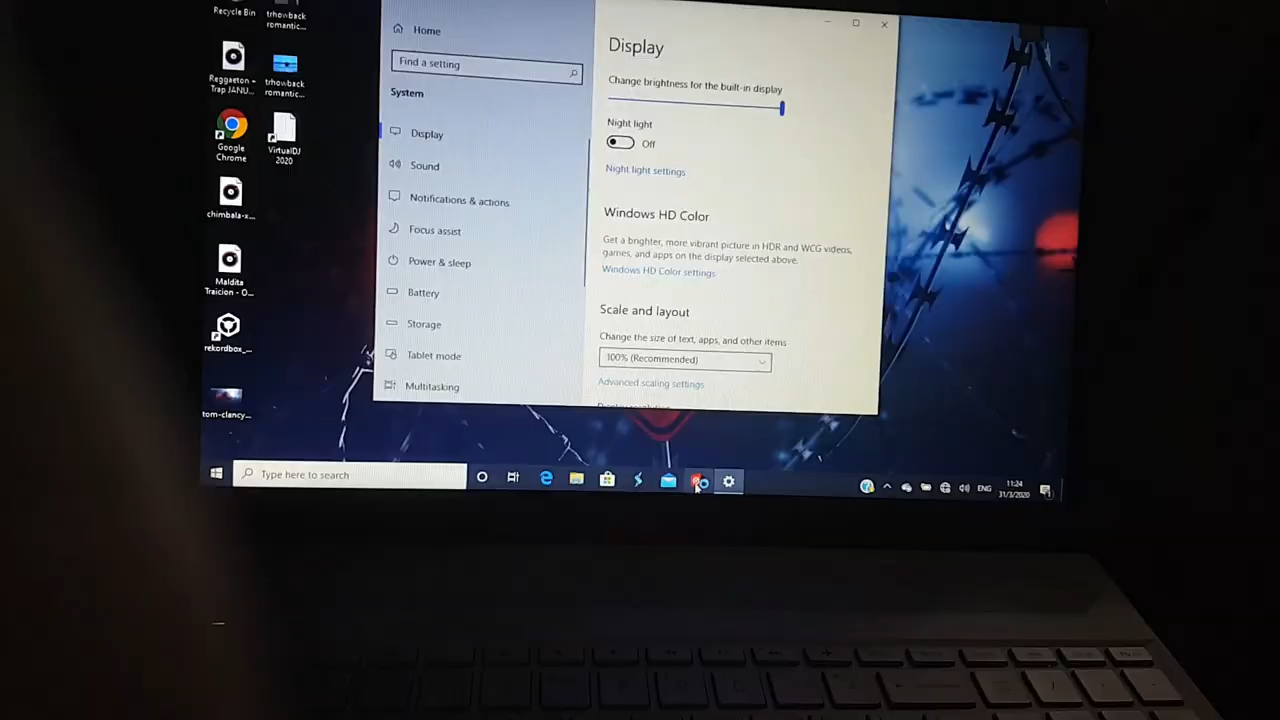 Recycle Bin
trhowback
romantic...
Reggaeton -
Trap JANU...
trhowback
romantic...
Google
Chrome
VirtualDJ
2020
chimbala-x...
Maldita
Traicion - O...
rekordbox_...
tom-clancy...
Home
Find a setting
System
Display
Sound
Notifications & actions
Focus assist
Power & sleep
Battery
Storage
Tablet mode
Multitasking
Display
Change brightness for the built-in display
Night light
Off
Night light settings
Windows HD Color
Get a brighter, more vibrant picture in HDR and WCG videos,
games, and apps on the display selected above.
Windows HD Color settings
Scale and layout
Change the size of text, apps, and other items
100% (Recommended)
Advanced scaling settings
Type here to search
ENG
11:24
31/3/2020